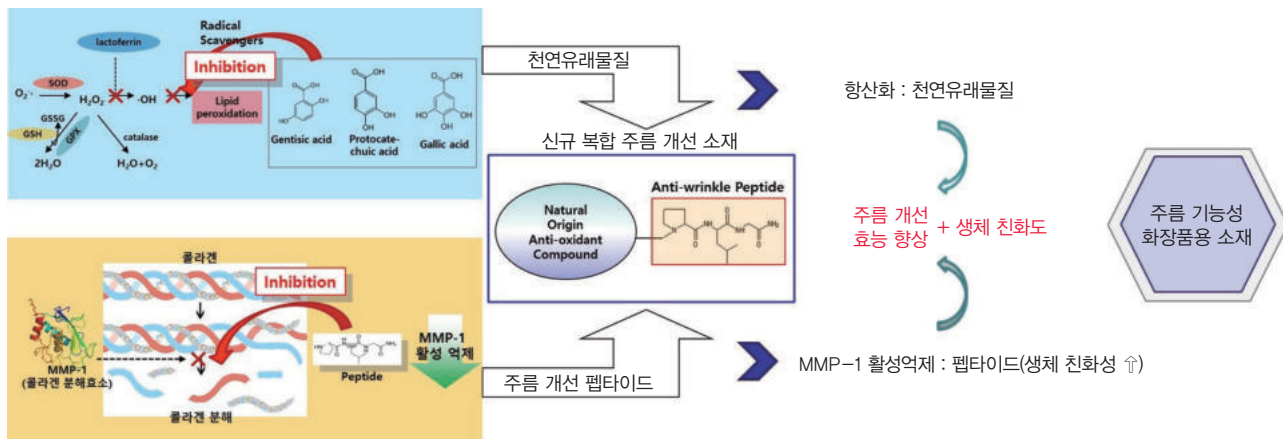 Radical
Scavengers
lactoferrin
Inhibition
SOD
O₂⁻·
H₂O₂
·OH
Lipid
peroxidation
GSSG
GSH
GPX
catalase
2H₂O
H₂O+O₂
Gentisic acid
Protocate-
chuic acid
Gallic acid
콜라겐
Inhibition
MMP-1
(콜라겐 분해효소)
Peptide
MMP-1
활성 억제
콜라겐 분해
천연유래물질
신규 복합 주름 개선 소재
Natural
Origin
Anti-oxidant
Compound
Anti-wrinkle Peptide
주름 개선 펩타이드
항산화 : 천연유래물질
주름 개선
효능 향상
+ 생체 친화도
MMP-1 활성억제 : 펩타이드(생체 친화성 ⇧)
주름 기능성
화장품용 소재